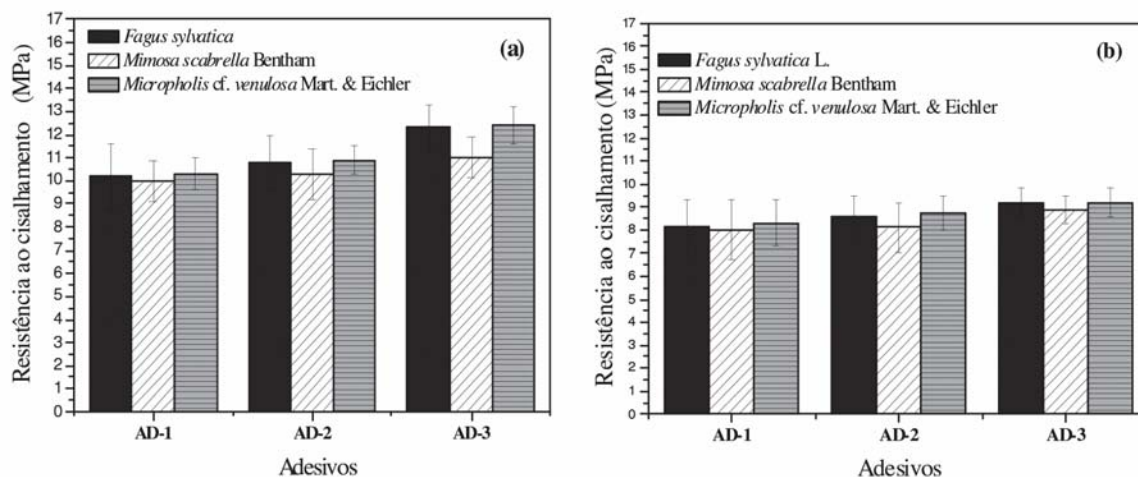 Resistência ao cisalhamento (MPa)
17
16
15
14
13
12
11
10
9
8
7
6
5
4
3
2
1
0
Fagus sylvatica
Mimosa scabrella Bentham
Micropholis cf. venulosa Mart. & Eichler
(a)
AD-1 AD-2 AD-3
Adesivos
Resistência ao cisalhamento (MPa)
17
16
15
14
13
12
11
10
9
8
7
6
5
4
3
2
1
0
Fagus sylvatica L.
Mimosa scabrella Bentham
Micropholis cf. venulosa Mart. & Eichler
(b)
AD-1 AD-2 AD-3
Adesivos